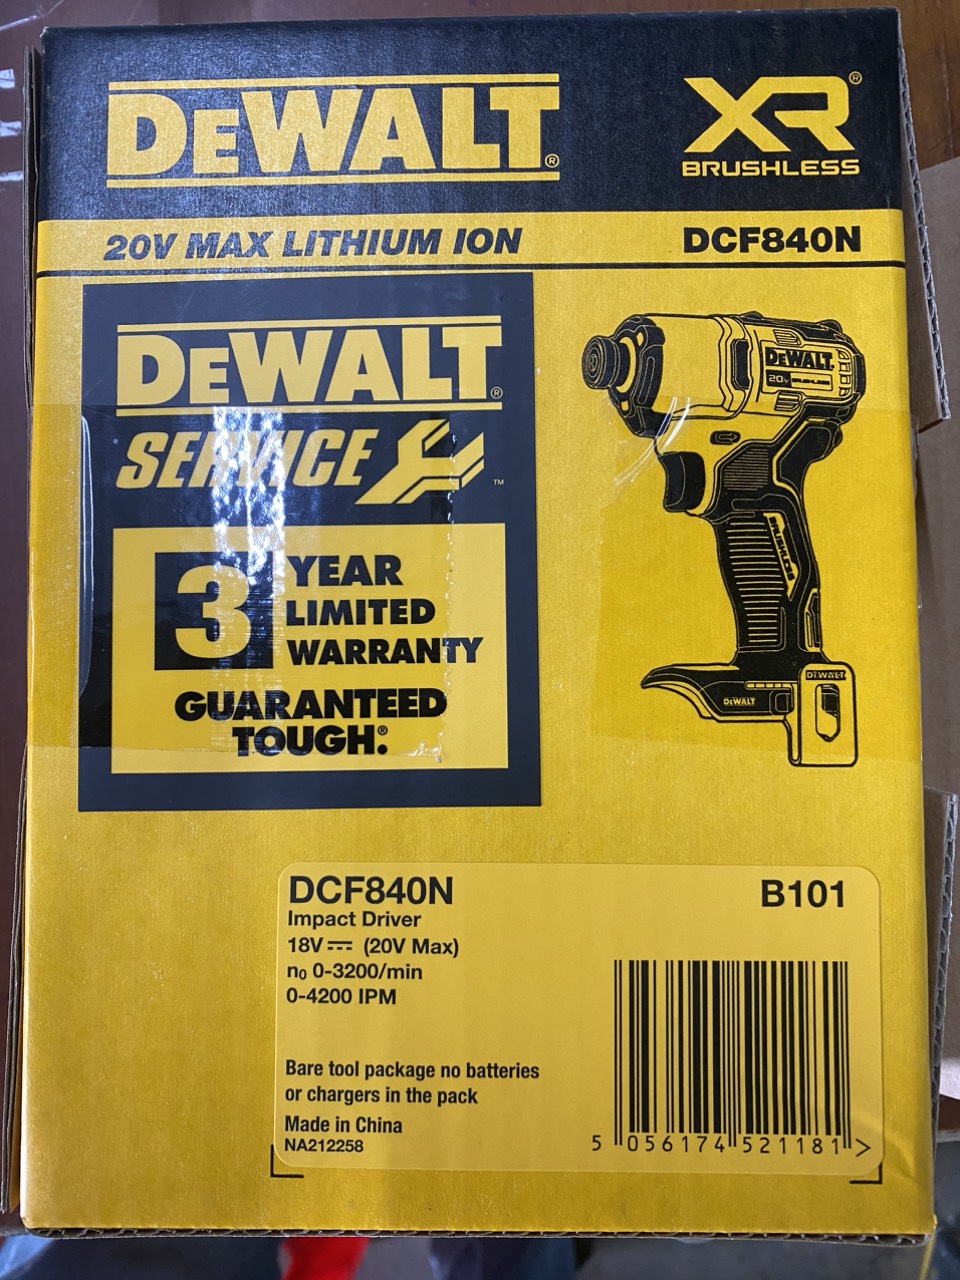 DEWALT®
XR®
BRUSHLESS
20V MAX LITHIUM ION
DCF840N
DEWALT®
SERVICE™
3 YEAR
LIMITED
WARRANTY
GUARANTEED
TOUGH.®
DEWALT
20V BRUSHLESS
BRUSHLESS
DEWALT
DEWALT
DCF840N
B101
Impact Driver
18V⎓ (20V Max)
n₀ 0-3200/min
0-4200 IPM
Bare tool package no batteries
or chargers in the pack
Made in China
NA212258
5 056174 521181 >